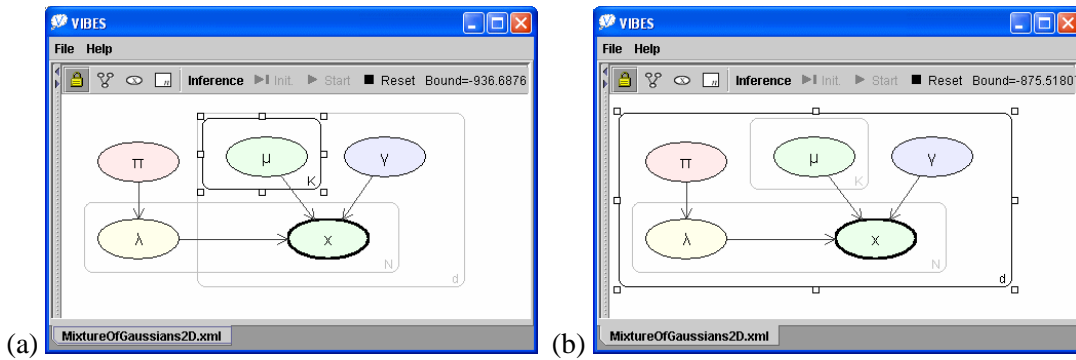 VIBES
File Help
Inference Init. Start Reset Bound=-936.6876
π
μ
γ
K
λ
x
N
d
(a)
MixtureOfGaussians2D.xml
VIBES
File Help
Inference Init. Start Reset Bound=-875.5180
π
μ
γ
K
λ
x
N
d
(b)
MixtureOfGaussians2D.xml